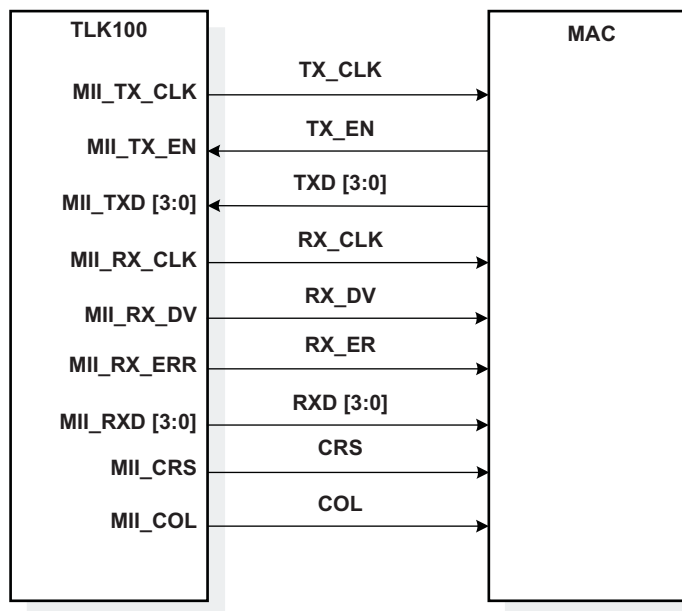 TLK100
MAC
MII_TX_CLK
TX_CLK
MII_TX_EN
TX_EN
MII_TXD [3:0]
TXD [3:0]
MII_RX_CLK
RX_CLK
MII_RX_DV
RX_DV
MII_RX_ERR
RX_ER
MII_RXD [3:0]
RXD [3:0]
MII_CRS
CRS
MII_COL
COL